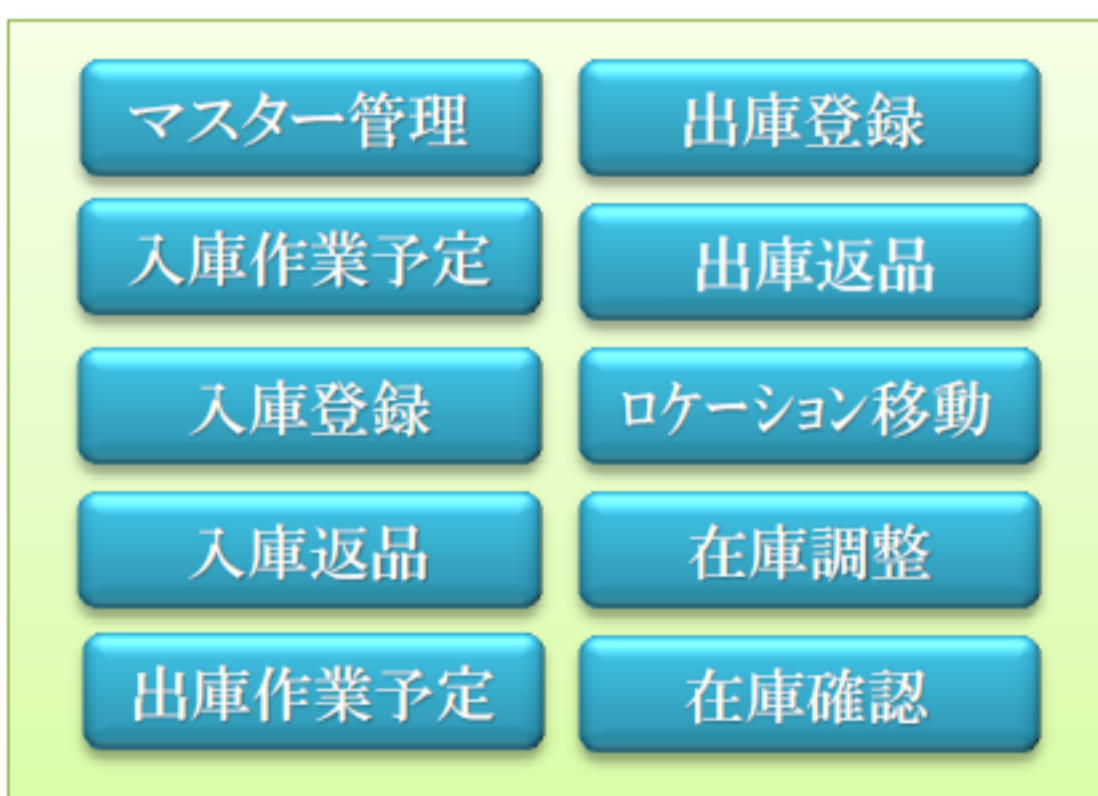 マスター管理
入庫作業予定
入庫登録
入庫返品
出庫作業予定
出庫登録
出庫返品
ロケーション移動
在庫調整
在庫確認